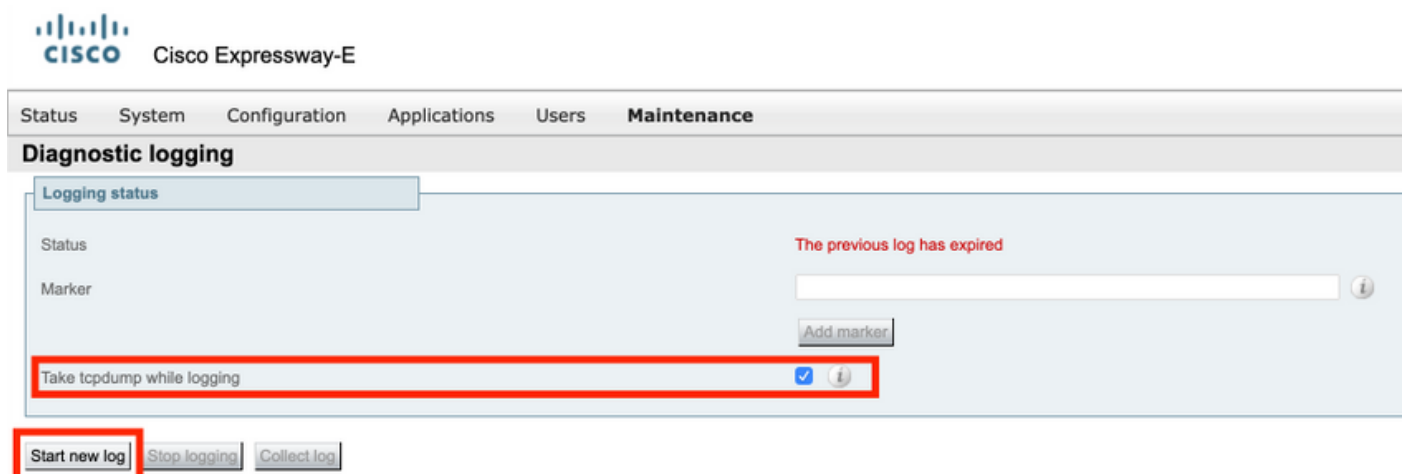 CISCO Cisco Expressway-E
Status System Configuration Applications Users Maintenance
Diagnostic logging
Logging status
Status The previous log has expired
Marker i
Add marker
Take tcpdump while logging i
Start new log Stop logging Collect log